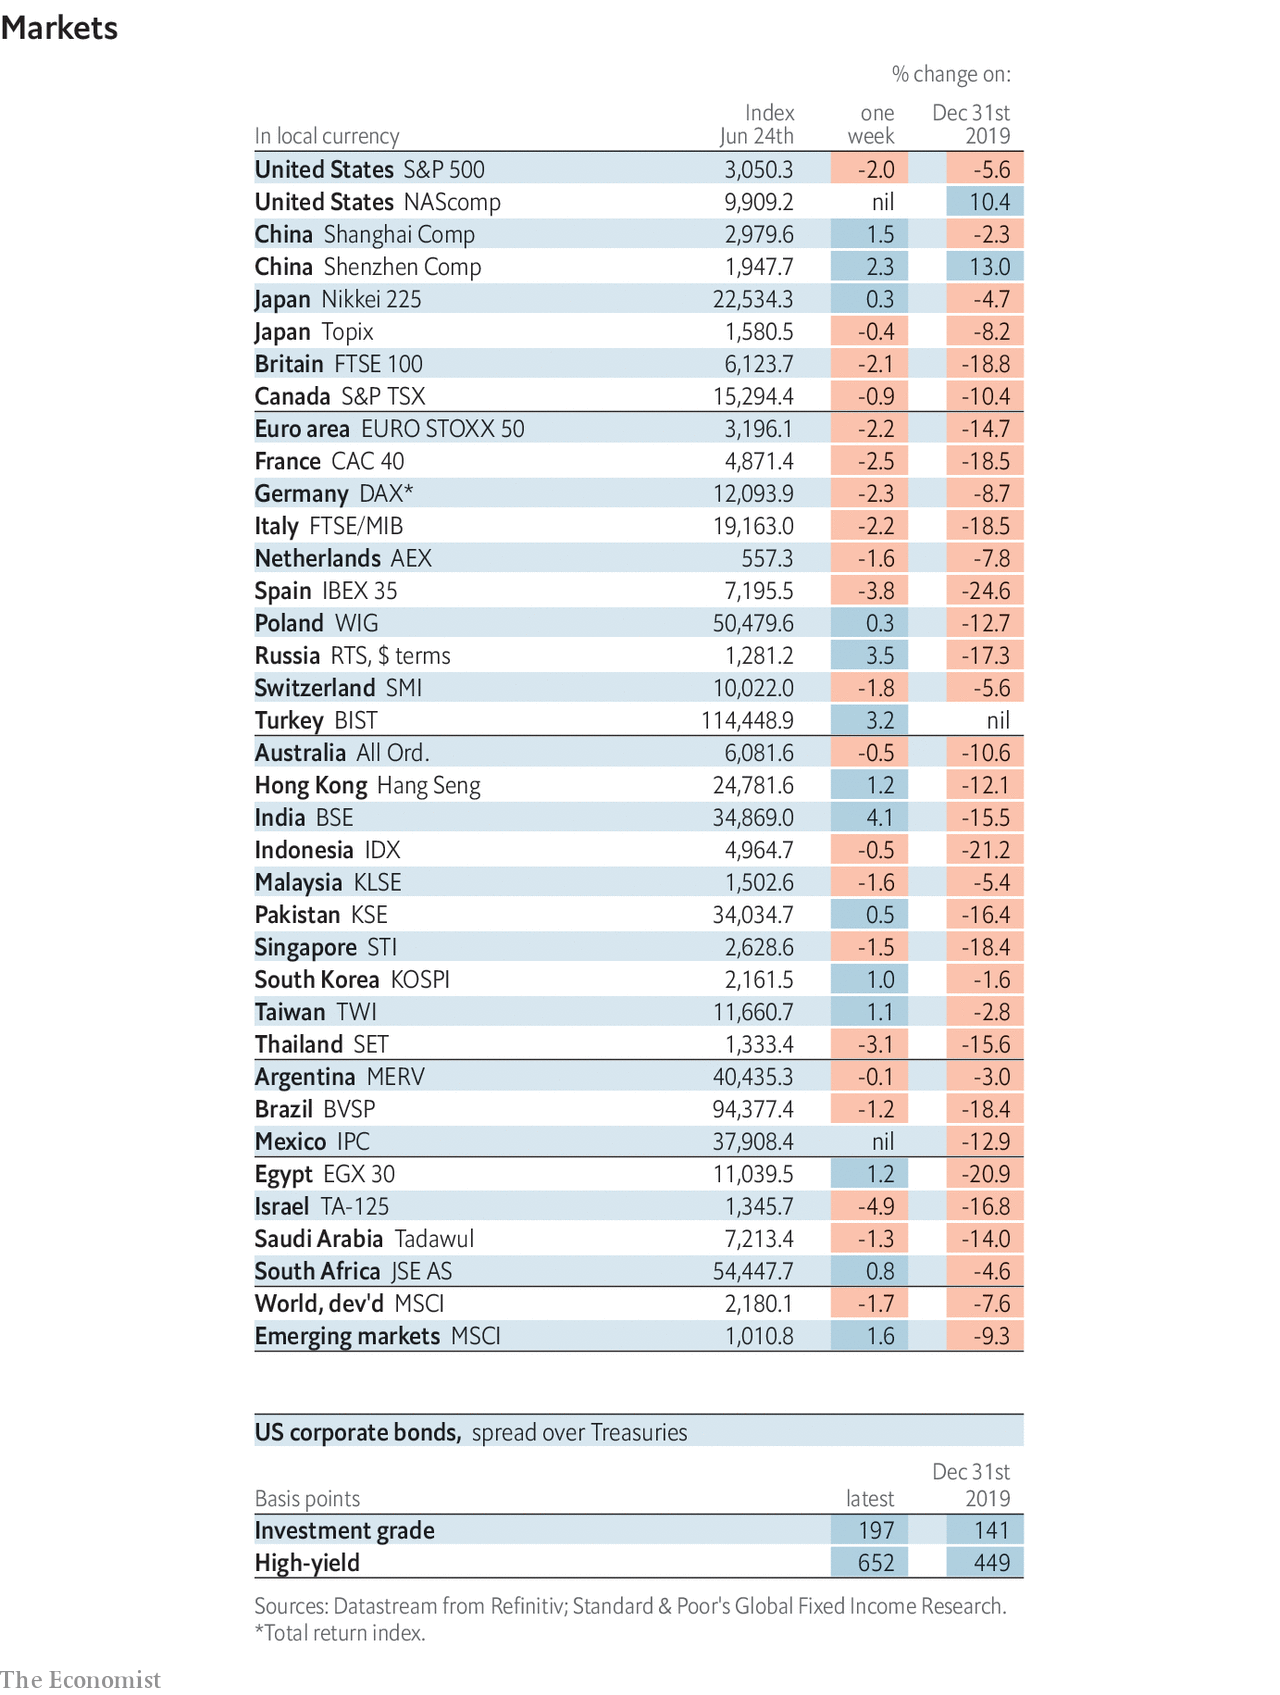 Markets
% change on:
Index one Dec 31st
In local currency Jun 24th week 2019
United States S&P 500 3,050.3 -2.0 -5.6
United States NAScomp 9,909.2 nil 10.4
China Shanghai Comp 2,979.6 1.5 -2.3
China Shenzhen Comp 1,947.7 2.3 13.0
Japan Nikkei 225 22,534.3 0.3 -4.7
Japan Topix 1,580.5 -0.4 -8.2
Britain FTSE 100 6,123.7 -2.1 -18.8
Canada S&P TSX 15,294.4 -0.9 -10.4
Euro area EURO STOXX 50 3,196.1 -2.2 -14.7
France CAC 40 4,871.4 -2.5 -18.5
Germany DAX* 12,093.9 -2.3 -8.7
Italy FTSE/MIB 19,163.0 -2.2 -18.5
Netherlands AEX 557.3 -1.6 -7.8
Spain IBEX 35 7,195.5 -3.8 -24.6
Poland WIG 50,479.6 0.3 -12.7
Russia RTS, $ terms 1,281.2 3.5 -17.3
Switzerland SMI 10,022.0 -1.8 -5.6
Turkey BIST 114,448.9 3.2 nil
Australia All Ord. 6,081.6 -0.5 -10.6
Hong Kong Hang Seng 24,781.6 1.2 -12.1
India BSE 34,869.0 4.1 -15.5
Indonesia IDX 4,964.7 -0.5 -21.2
Malaysia KLSE 1,502.6 -1.6 -5.4
Pakistan KSE 34,034.7 0.5 -16.4
Singapore STI 2,628.6 -1.5 -18.4
South Korea KOSPI 2,161.5 1.0 -1.6
Taiwan TWI 11,660.7 1.1 -2.8
Thailand SET 1,333.4 -3.1 -15.6
Argentina MERV 40,435.3 -0.1 -3.0
Brazil BVSP 94,377.4 -1.2 -18.4
Mexico IPC 37,908.4 nil -12.9
Egypt EGX 30 11,039.5 1.2 -20.9
Israel TA-125 1,345.7 -4.9 -16.8
Saudi Arabia Tadawul 7,213.4 -1.3 -14.0
South Africa JSE AS 54,447.7 0.8 -4.6
World, dev'd MSCI 2,180.1 -1.7 -7.6
Emerging markets MSCI 1,010.8 1.6 -9.3
US corporate bonds, spread over Treasuries
Dec 31st
Basis points latest 2019
Investment grade 197 141
High-yield 652 449
Sources: Datastream from Refinitiv; Standard & Poor's Global Fixed Income Research.
*Total return index.
The Economist